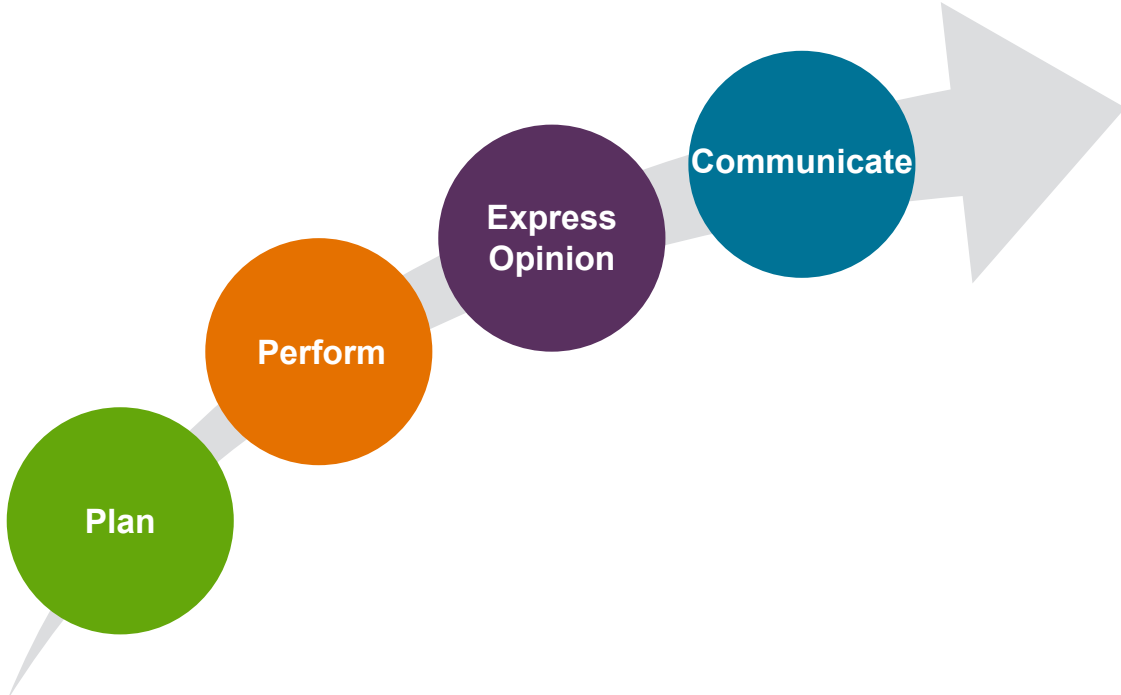 Plan
Perform
Express
Opinion
Communicate